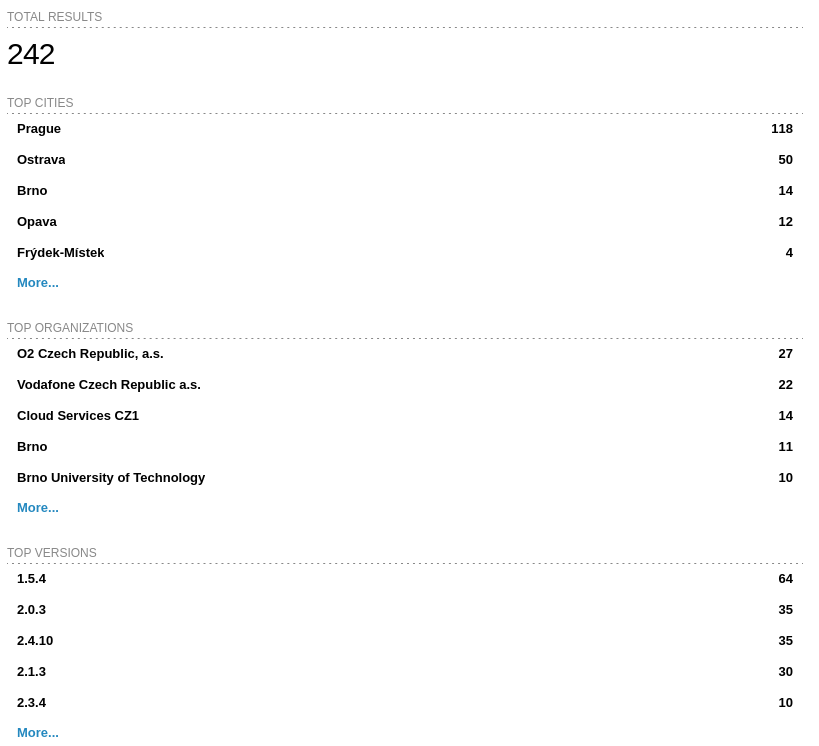 TOTAL RESULTS
242
TOP CITIES
Prague 118
Ostrava 50
Brno 14
Opava 12
Frýdek-Místek 4
More...
TOP ORGANIZATIONS
O2 Czech Republic, a.s. 27
Vodafone Czech Republic a.s. 22
Cloud Services CZ1 14
Brno 11
Brno University of Technology 10
More...
TOP VERSIONS
1.5.4 64
2.0.3 35
2.4.10 35
2.1.3 30
2.3.4 10
More...